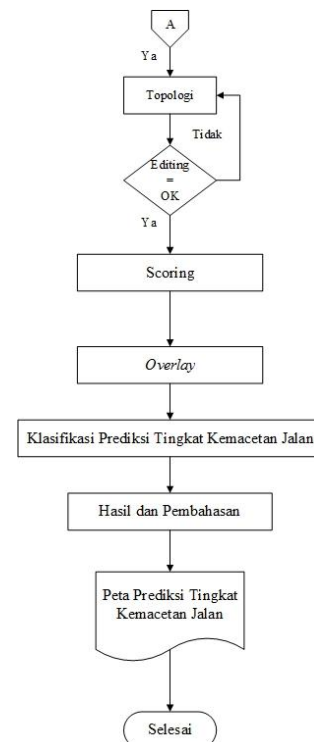 A
Ya
Topologi
Tidak
Editing
=
OK
Ya
Scoring
Overlay
Klasifikasi Prediksi Tingkat Kemacetan Jalan
Hasil dan Pembahasan
Peta Prediksi Tingkat
Kemacetan Jalan
Selesai